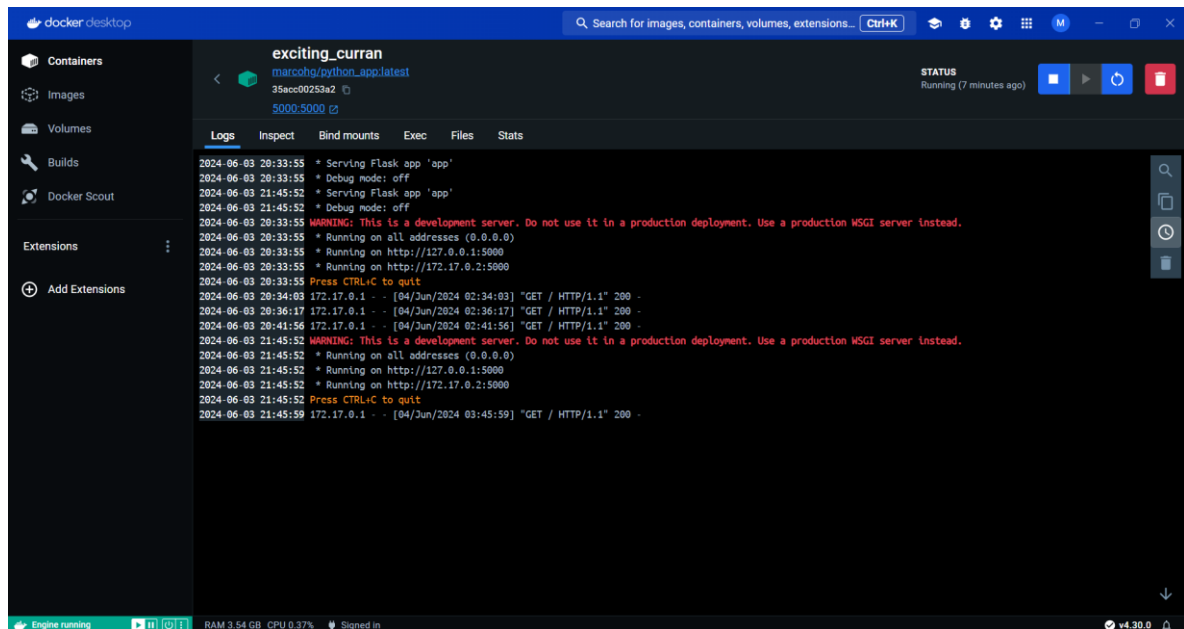 docker desktop
Search for images, containers, volumes, extensions... Ctrl+K
M
Containers
Images
Volumes
Builds
Docker Scout
Extensions
Add Extensions
exciting_curran
marcohg/python_app:latest
35acc00253a2
5000:5000
STATUS
Running (7 minutes ago)
Logs Inspect Bind mounts Exec Files Stats
2024-06-03 20:33:55 * Serving Flask app 'app'
2024-06-03 20:33:55 * Debug mode: off
2024-06-03 21:45:52 * Serving Flask app 'app'
2024-06-03 21:45:52 * Debug mode: off
2024-06-03 20:33:55 WARNING: This is a development server. Do not use it in a production deployment. Use a production WSGI server instead.
2024-06-03 20:33:55 * Running on all addresses (0.0.0.0)
2024-06-03 20:33:55 * Running on http://127.0.0.1:5000
2024-06-03 20:33:55 * Running on http://172.17.0.2:5000
2024-06-03 20:33:55 Press CTRL+C to quit
2024-06-03 20:34:03 172.17.0.1 - - [04/Jun/2024 02:34:03] "GET / HTTP/1.1" 200 -
2024-06-03 20:36:17 172.17.0.1 - - [04/Jun/2024 02:36:17] "GET / HTTP/1.1" 200 -
2024-06-03 20:41:56 172.17.0.1 - - [04/Jun/2024 02:41:56] "GET / HTTP/1.1" 200 -
2024-06-03 21:45:52 WARNING: This is a development server. Do not use it in a production deployment. Use a production WSGI server instead.
2024-06-03 21:45:52 * Running on all addresses (0.0.0.0)
2024-06-03 21:45:52 * Running on http://127.0.0.1:5000
2024-06-03 21:45:52 * Running on http://172.17.0.2:5000
2024-06-03 21:45:52 Press CTRL+C to quit
2024-06-03 21:45:59 172.17.0.1 - - [04/Jun/2024 03:45:59] "GET / HTTP/1.1" 200 -
Engine running RAM 3.54 GB CPU 0.37% Signed in v4.30.0